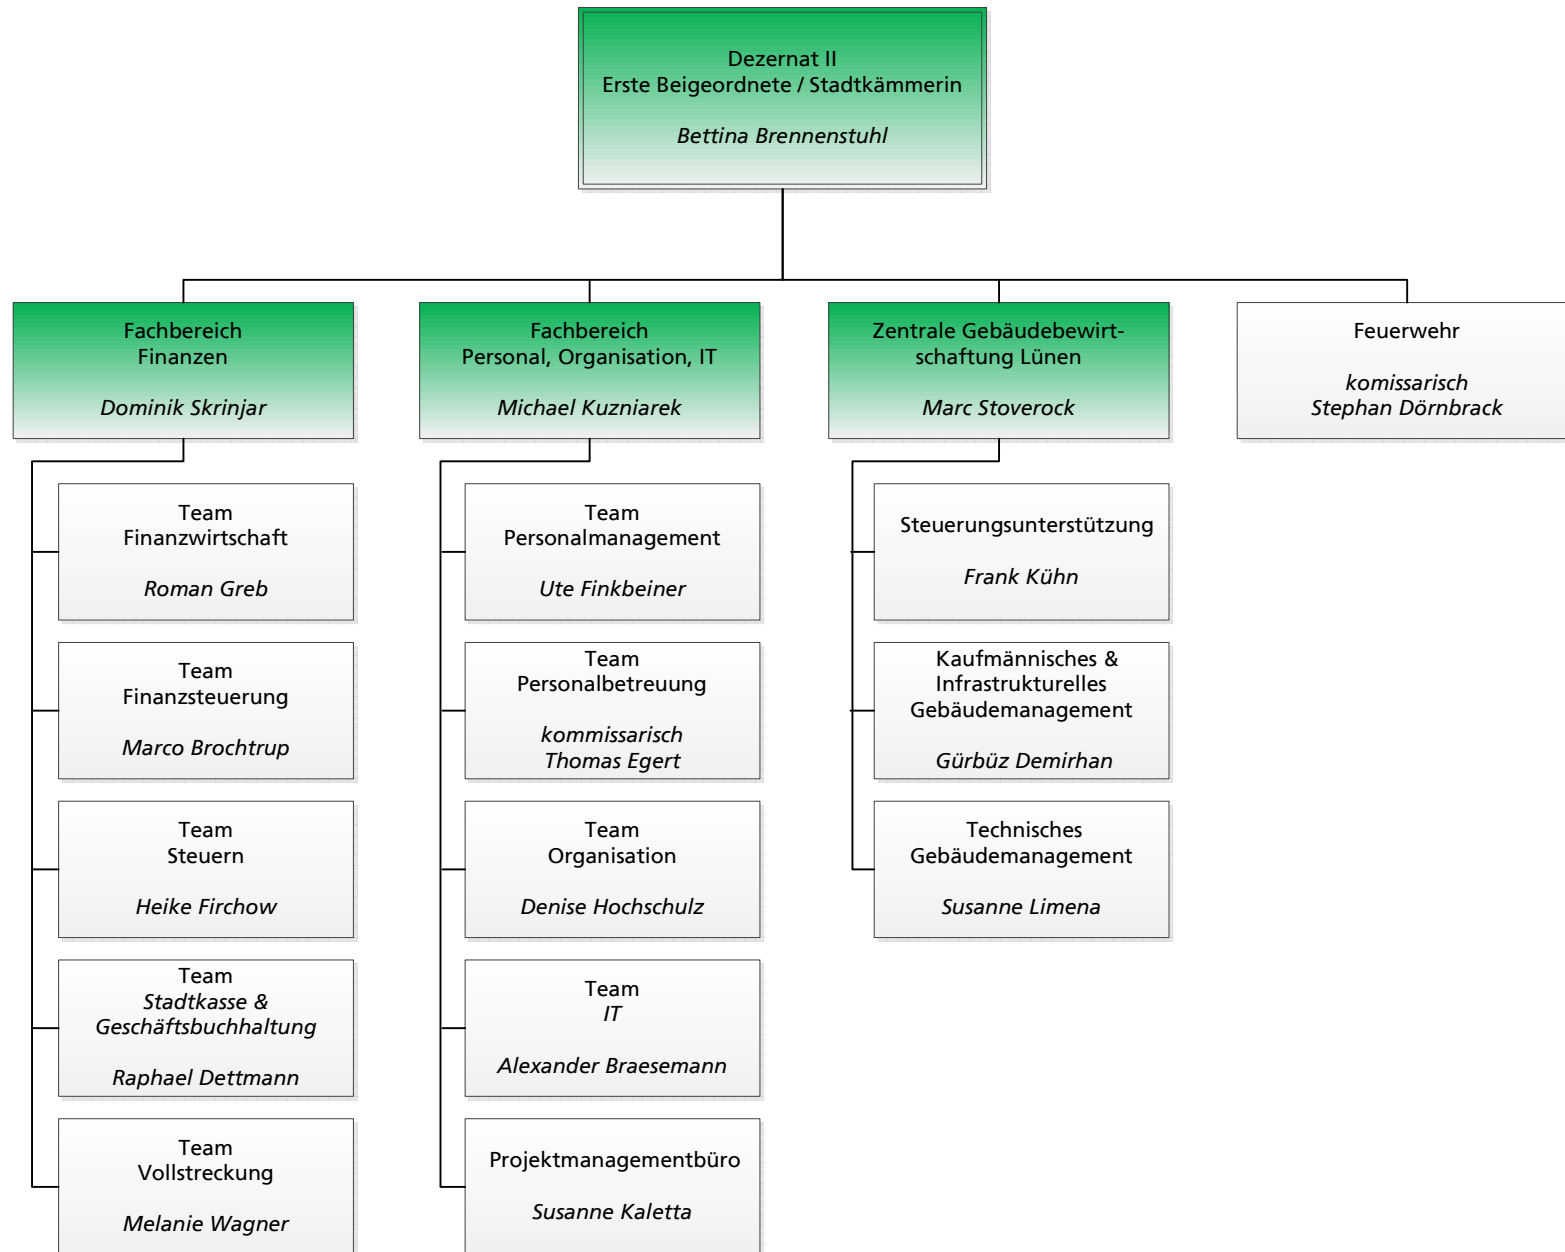 Dezernat II
Erste Beigeordnete / Stadtkämmerin
Bettina Brennenstuhl
Fachbereich
Finanzen
Dominik Skrinjar
Fachbereich
Personal, Organisation, IT
Michael Kuzniarek
Zentrale Gebäudebewirt-
schaftung Lünen
Marc Stoverock
Feuerwehr
komissarisch
Stephan Dörnbrack
Team
Finanzwirtschaft
Roman Greb
Team
Finanzsteuerung
Marco Brochtrup
Team
Steuern
Heike Firchow
Team
Stadtkasse &
Geschäftsbuchhaltung
Raphael Dettmann
Team
Vollstreckung
Melanie Wagner
Team
Personalmanagement
Ute Finkbeiner
Team
Personalbetreuung
kommissarisch
Thomas Egert
Team
Organisation
Denise Hochschulz
Team
IT
Alexander Braesemann
Projektmanagementbüro
Susanne Kaletta
Steuerungsunterstützung
Frank Kühn
Kaufmännisches &
Infrastrukturelles
Gebäudemanagement
Gürbüz Demirhan
Technisches
Gebäudemanagement
Susanne Limena